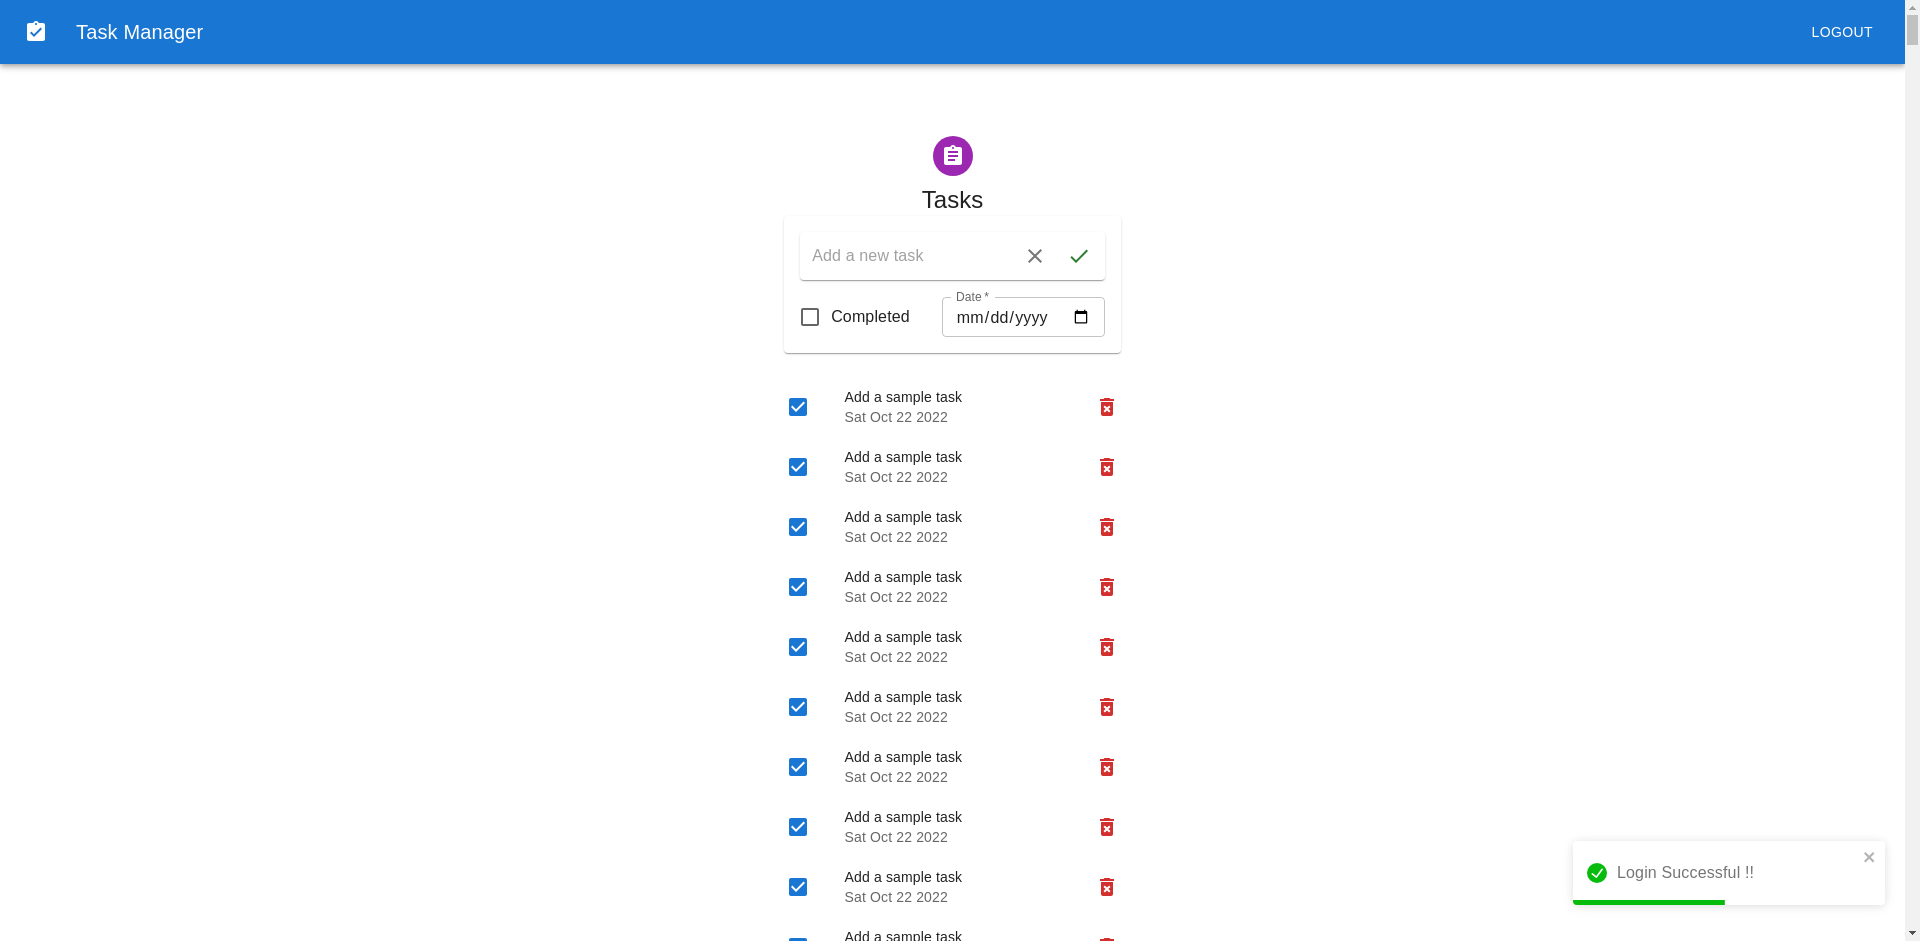 Task Manager
LOGOUT
Tasks
Add a new task
Completed
Date *
mm/dd/yyyy
Add a sample task
Sat Oct 22 2022
Add a sample task
Sat Oct 22 2022
Add a sample task
Sat Oct 22 2022
Add a sample task
Sat Oct 22 2022
Add a sample task
Sat Oct 22 2022
Add a sample task
Sat Oct 22 2022
Add a sample task
Sat Oct 22 2022
Add a sample task
Sat Oct 22 2022
Add a sample task
Sat Oct 22 2022
Add a sample task
Login Successful !!